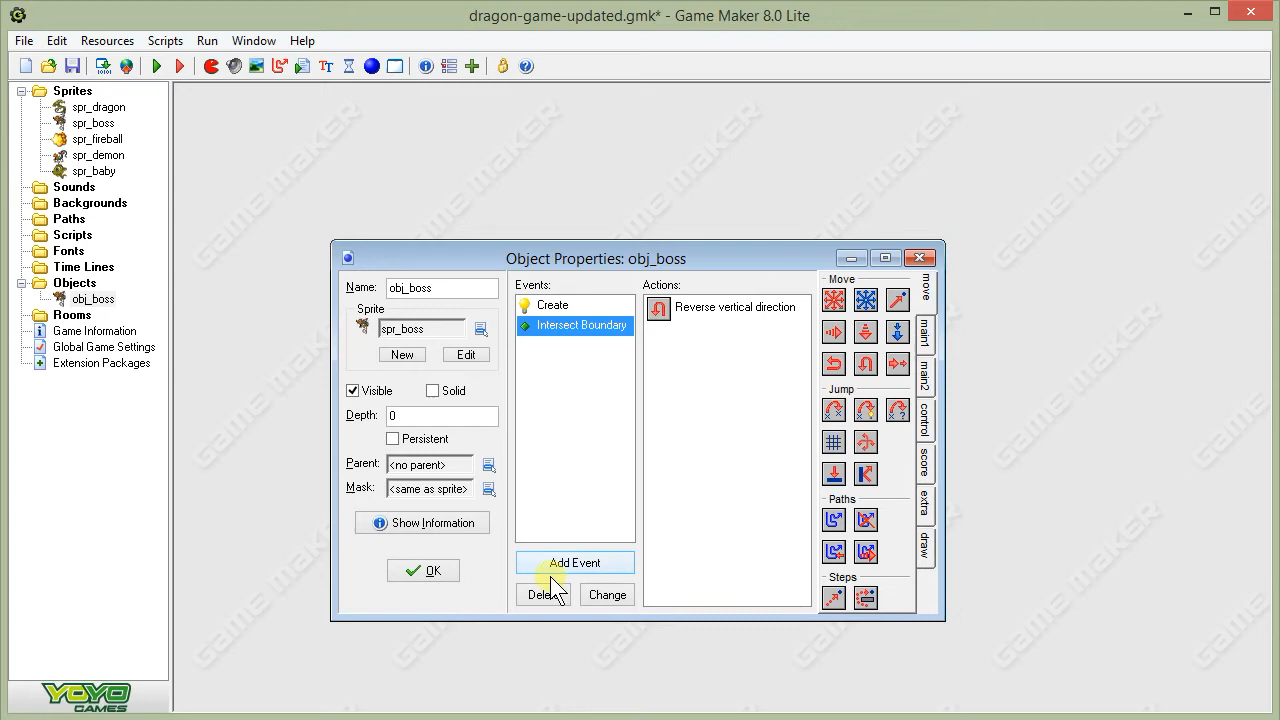 dragon-game-updated.gmk* - Game Maker 8.0 Lite
File Edit Resources Scripts Run Window Help
Sprites
spr_dragon
spr_boss
spr_fireball
spr_demon
spr_baby
Sounds
Backgrounds
Paths
Scripts
Fonts
Time Lines
Objects
obj_boss
Rooms
Game Information
Global Game Settings
Extension Packages
YOYO
GAMES
Object Properties: obj_boss
Name: obj_boss
Sprite
spr_boss
New Edit
Visible Solid
Depth: 0
Persistent
Parent: <no parent>
Mask: <same as sprite>
Show Information
OK
Events:
Create
Intersect Boundary
Add Event
Change
Actions:
Reverse vertical direction
Move
Jump
Paths
Steps
move
main1
main2
control
score
extra
draw
GAME MAKER